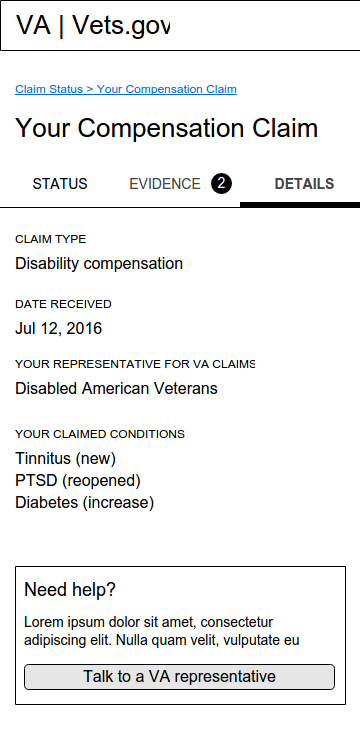 VA | Vets.gov
Claim Status > Your Compensation Claim
Your Compensation Claim
STATUS EVIDENCE 2 DETAILS
CLAIM TYPE
Disability compensation
DATE RECEIVED
Jul 12, 2016
YOUR REPRESENTATIVE FOR VA CLAIMS
Disabled American Veterans
YOUR CLAIMED CONDITIONS
Tinnitus (new)
PTSD (reopened)
Diabetes (increase)
Need help?
Lorem ipsum dolor sit amet, consectetur
adipiscing elit. Nulla quam velit, vulputate eu
Talk to a VA representative